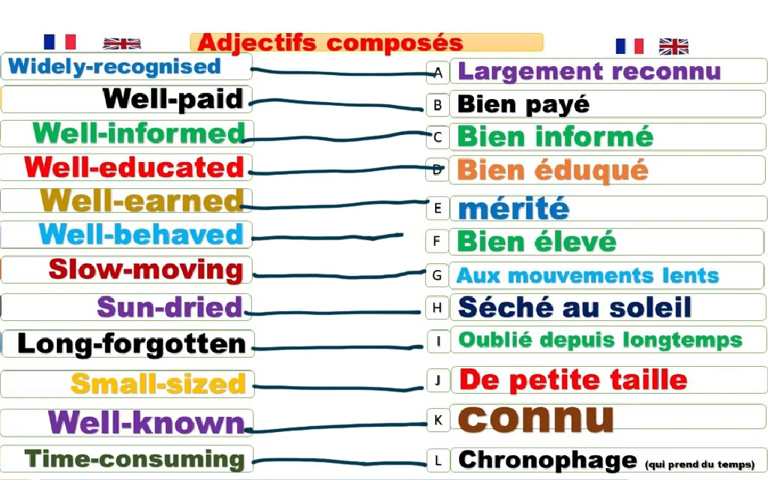 Adjectifs composés
Widely-recognised A Largement reconnu
Well-paid B Bien payé
Well-informed C Bien informé
Well-educated D Bien éduqué
Well-earned E mérité
Well-behaved F Bien élevé
Slow-moving G Aux mouvements lents
Sun-dried H Séché au soleil
Long-forgotten I Oublié depuis longtemps
Small-sized J De petite taille
Well-known K connu
Time-consuming L Chronophage (qui prend du temps)